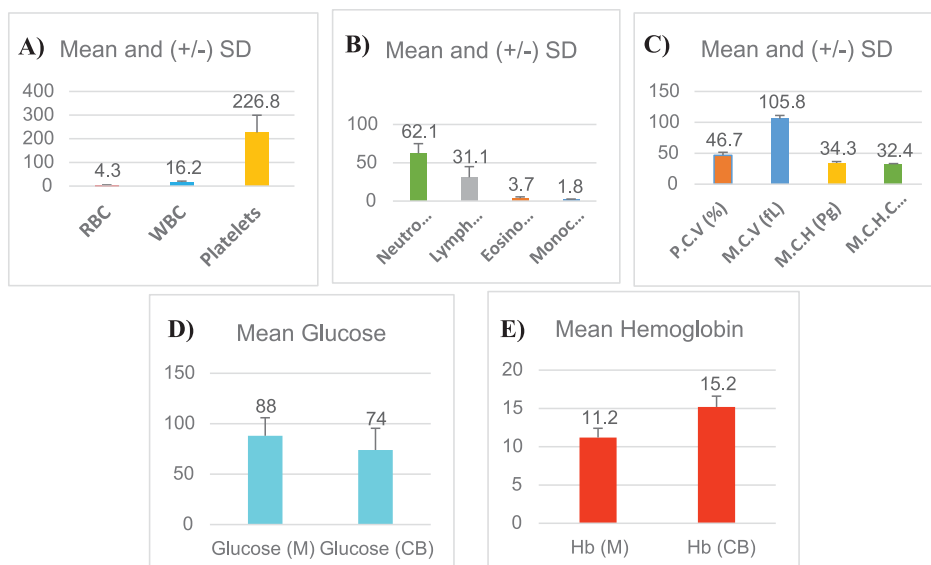 A) Mean and (+/-) SD
400
300
200
100
0
4.3
16.2
226.8
RBC
WBC
Platelets
B) Mean and (+/-) SD
100
50
0
62.1
31.1
3.7
1.8
Neutro...
Lymph...
Eosino...
Monoc...
C) Mean and (+/-) SD
150
100
50
0
46.7
105.8
34.3
32.4
P.C.V (%)
M.C.V (fL)
M.C.H (Pg)
M.C.H.C...
D) Mean Glucose
150
100
50
0
88
74
Glucose (M) Glucose (CB)
E) Mean Hemoglobin
20
15
10
5
0
11.2
15.2
Hb (M) Hb (CB)